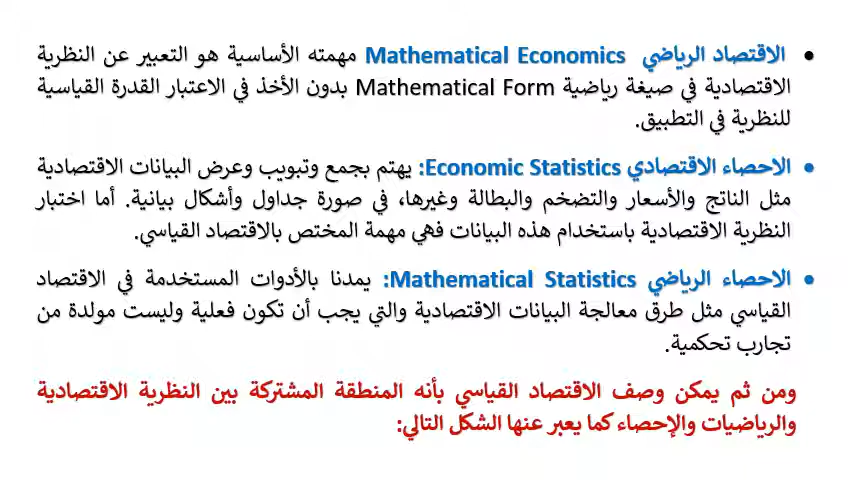 • الاقتصاد الرياضي Mathematical Economics مهمته الأساسية هو التعبير عن النظرية
الاقتصادية في صيغة رياضية Mathematical Form بدون الأخذ في الاعتبار القدرة القياسية
للنظرية في التطبيق.
• الاحصاء الاقتصادي Economic Statistics: يهتم بجمع وتبويب وعرض البيانات الاقتصادية
مثل الناتج والأسعار والتضخم والبطالة وغيرها، في صورة جداول وأشكال بيانية. أما اختبار
النظرية الاقتصادية باستخدام هذه البيانات فهي مهمة المختص بالاقتصاد القياسي.
• الاحصاء الرياضي Mathematical Statistics: يمدنا بالأدوات المستخدمة في الاقتصاد
القياسي مثل طرق معالجة البيانات الاقتصادية والتي يجب أن تكون فعلية وليست مولدة من
تجارب تحكمية.
ومن ثم يمكن وصف الاقتصاد القياسي بأنه المنطقة المشتركة بين النظرية الاقتصادية
والرياضيات والإحصاء كما يعبر عنها الشكل التالي: